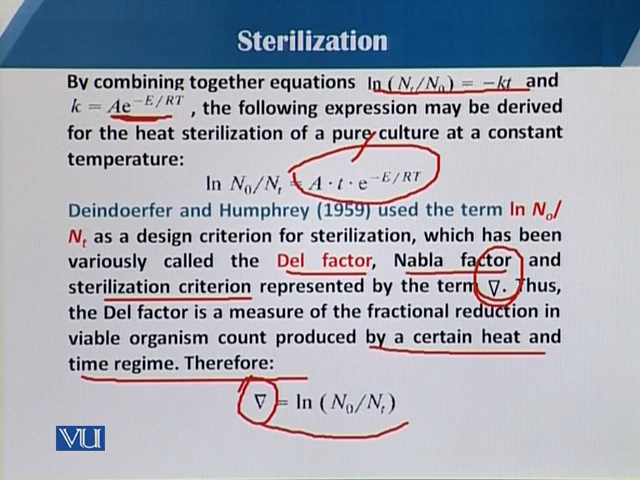 Sterilization
By combining together equations ln (Nt/N0) = −kt and
k = Ae−E/RT , the following expression may be derived
for the heat sterilization of a pure culture at a constant
temperature:
ln N0/Nt = A · t · e−E/RT
Deindoerfer and Humphrey (1959) used the term ln No/
Nt as a design criterion for sterilization, which has been
variously called the Del factor, Nabla factor and
sterilization criterion represented by the term ∇. Thus,
the Del factor is a measure of the fractional reduction in
viable organism count produced by a certain heat and
time regime. Therefore:
∇ = ln (N0/Nt)
VU